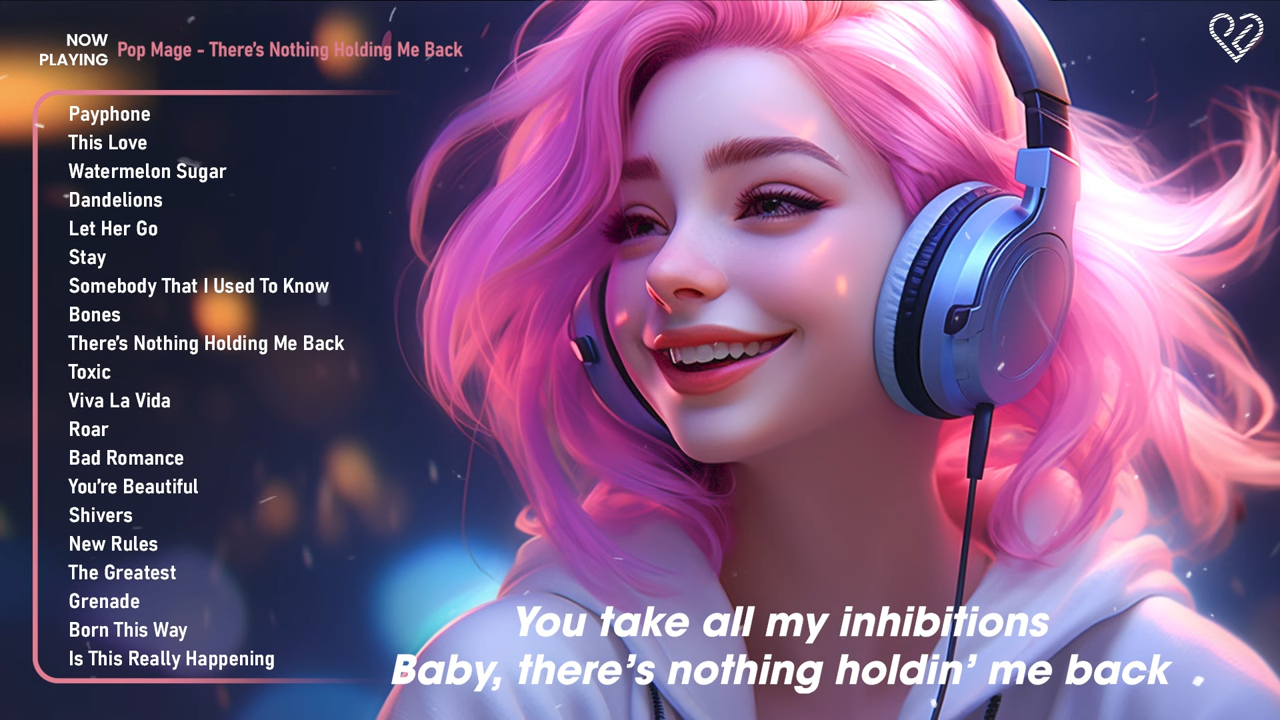 NOW
PLAYING
Pop Mage - There's Nothing Holding Me Back
Payphone
This Love
Watermelon Sugar
Dandelions
Let Her Go
Stay
Somebody That I Used To Know
Bones
There's Nothing Holding Me Back
Toxic
Viva La Vida
Roar
Bad Romance
You're Beautiful
Shivers
New Rules
The Greatest
Grenade
Born This Way
Is This Really Happening
You take all my inhibitions
Baby, there's nothing holdin' me back